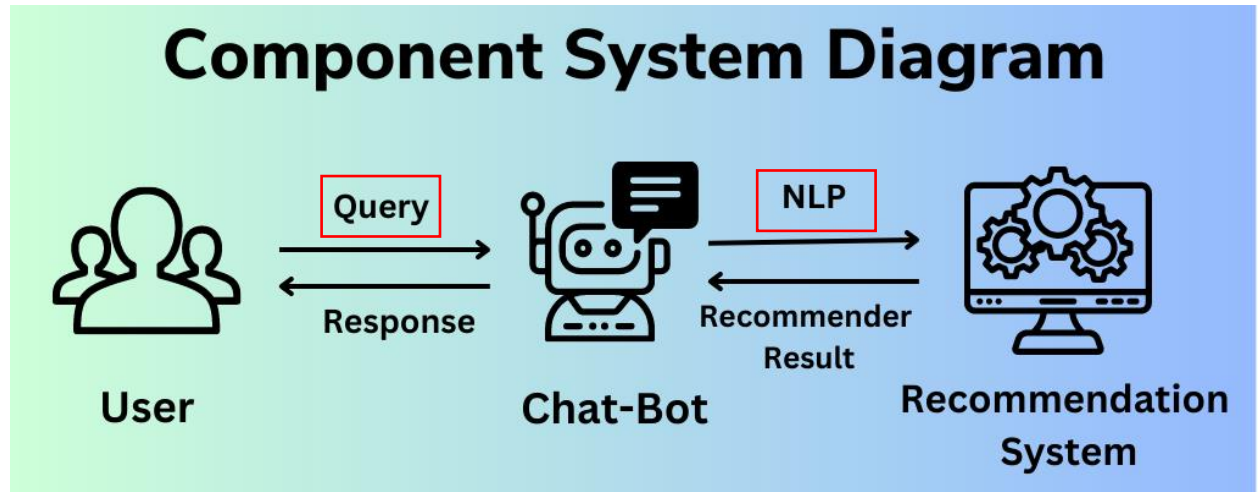 Component System Diagram
Query
NLP
Response
Recommender
Result
User
Chat-Bot
Recommendation
System